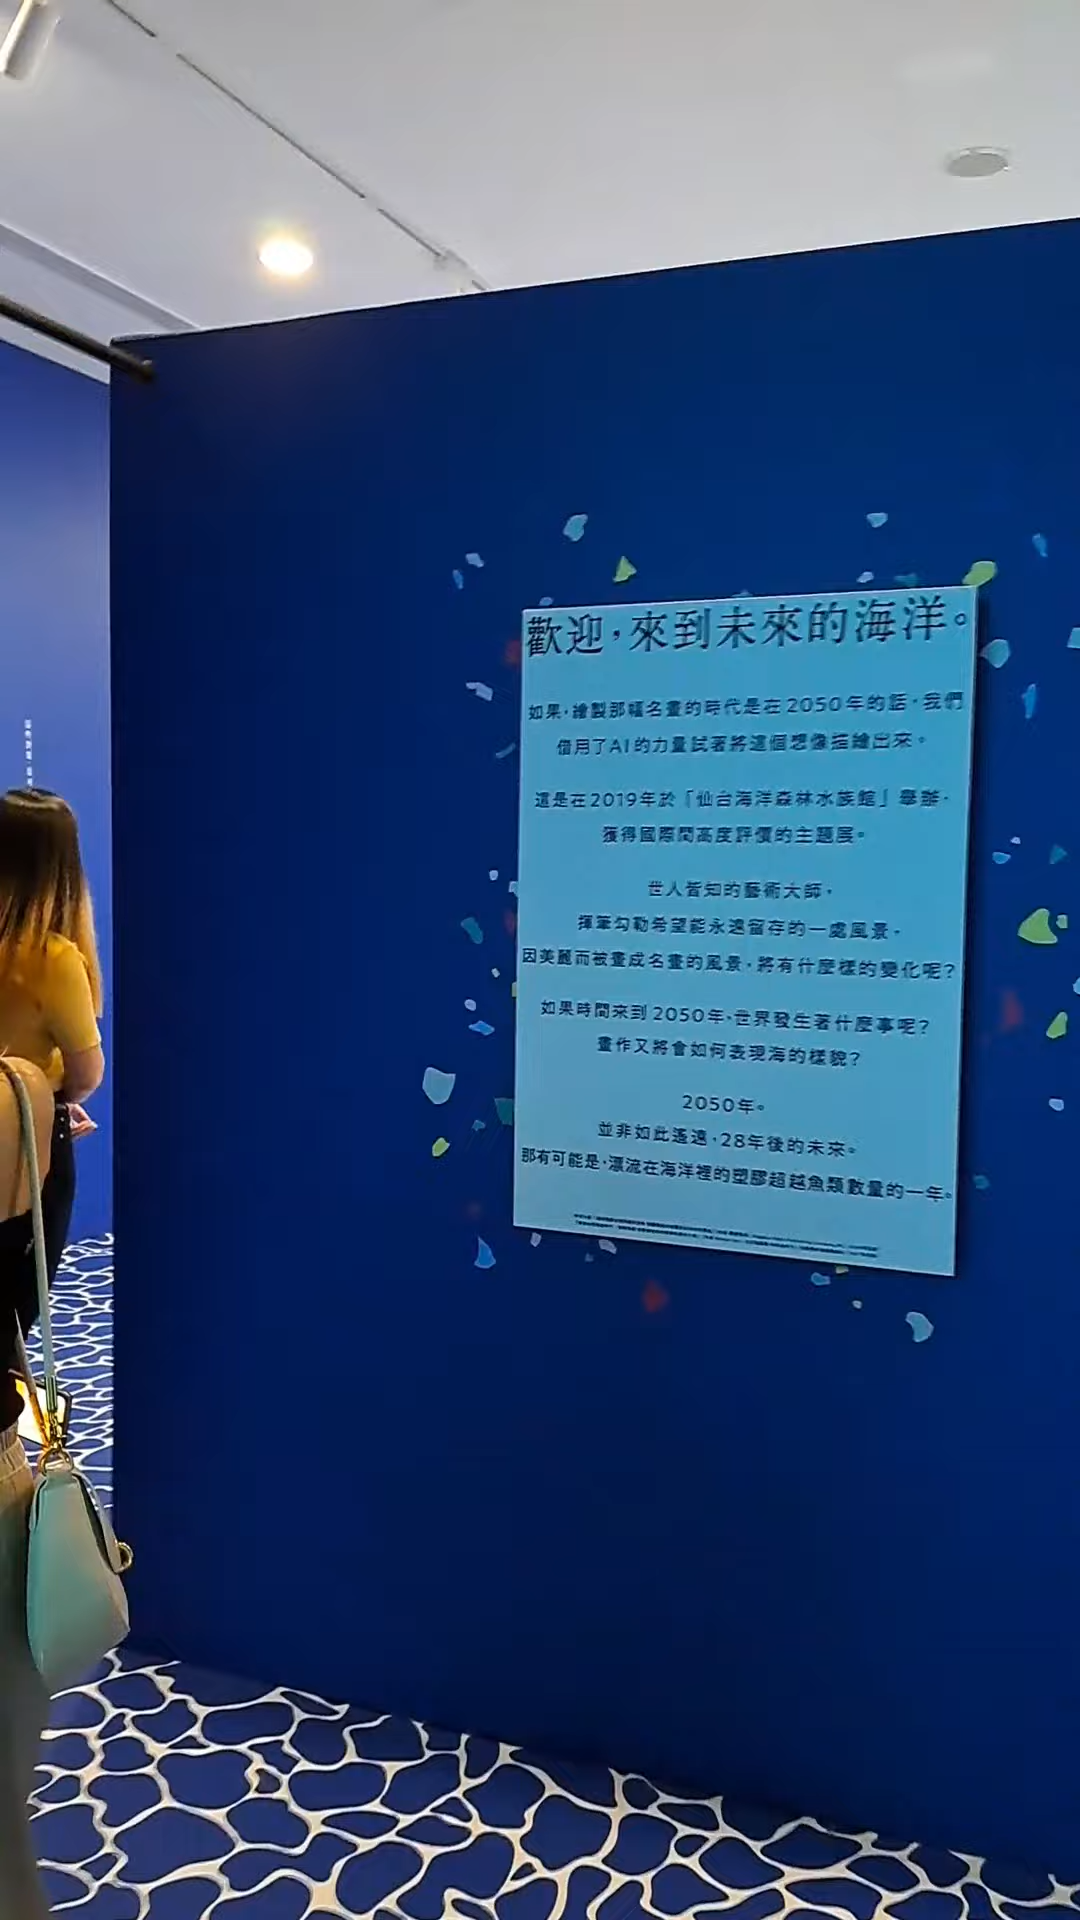 歡迎，來到未來的海洋。
如果，繪製那幅名畫的時代是在2050年的話，我們
借用了AI的力量試著將這個想像描繪出來。
這是在2019年於「仙台海洋森林水族館」舉辦，
獲得國際間高度評價的主題展。
世人皆知的藝術大師，
揮筆勾勒希望能永遠留存的一處風景，
因美麗而被畫成名畫的風景，將有什麼樣的變化呢？
如果時間來到2050年，世界發生著什麼事呢？
畫作又將會如何表現海的樣貌？
2050年。
並非如此遙遠，28年後的未來。
那有可能是，漂流在海洋裡的塑膠超越魚類數量的一年。